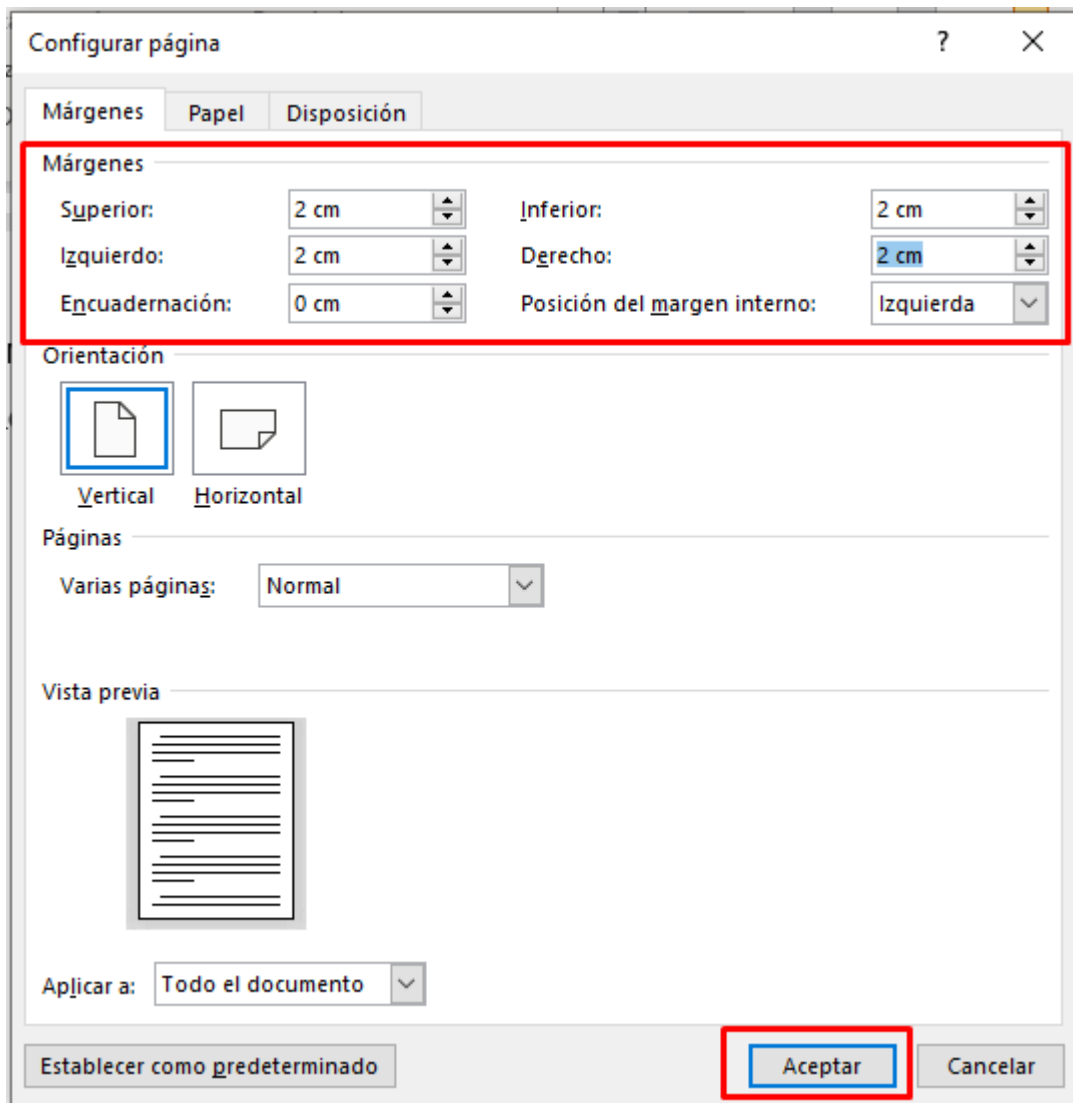 Configurar página ?
Márgenes Papel Disposición
Márgenes
Superior: 2 cm Inferior: 2 cm
Izquierdo: 2 cm Derecho: 2 cm
Encuadernación: 0 cm Posición del margen interno: Izquierda
Orientación
Vertical Horizontal
Páginas
Varias páginas: Normal
Vista previa
Aplicar a: Todo el documento
Establecer como predeterminado Aceptar Cancelar